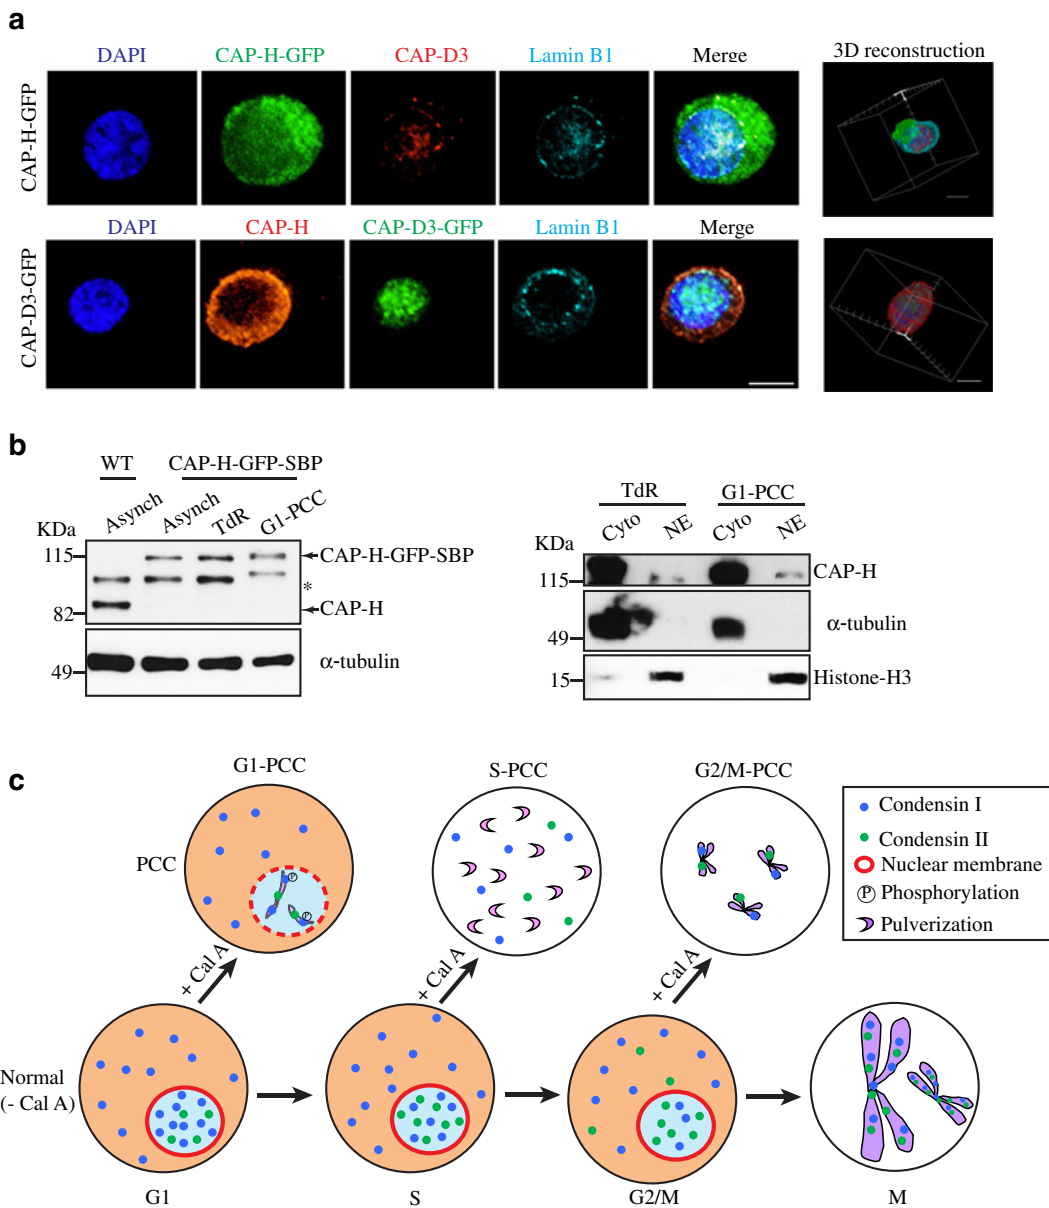 a
DAPI CAP-H-GFP CAP-D3 Lamin B1 Merge 3D reconstruction
CAP-H-GFP
DAPI CAP-H CAP-D3-GFP Lamin B1 Merge
CAP-D3-GFP
b
WT CAP-H-GFP-SBP
Asynch Asynch TdR G1-PCC
KDa
115 CAP-H-GFP-SBP
*
82 CAP-H
49 α-tubulin
TdR G1-PCC
Cyto NE Cyto NE
KDa
115 CAP-H
49 α-tubulin
15 Histone-H3
c
G1-PCC S-PCC G2/M-PCC
PCC
P
P
Condensin I
Condensin II
Nuclear membrane
P Phosphorylation
Pulverization
+ Cal A + Cal A + Cal A
Normal
(- Cal A)
G1 S G2/M M